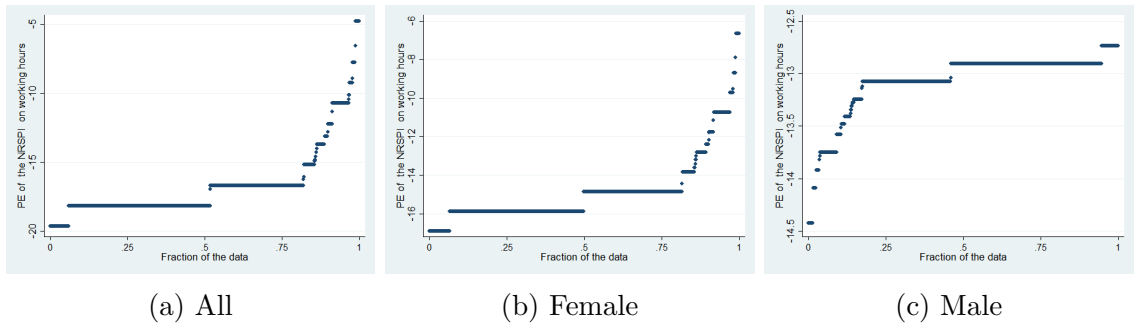 PE of the NRSPI on working hours
-5
-10
-15
-20
0 .25 .5 .75 1
Fraction of the data
(a) All
PE of the NRSPI on working hours
-6
-8
-10
-12
-14
-16
0 .25 .5 .75 1
Fraction of the data
(b) Female
PE of the NRSPI on working hours
-12.5
-13
-13.5
-14
-14.5
0 .25 .5 .75 1
Fraction of the data
(c) Male